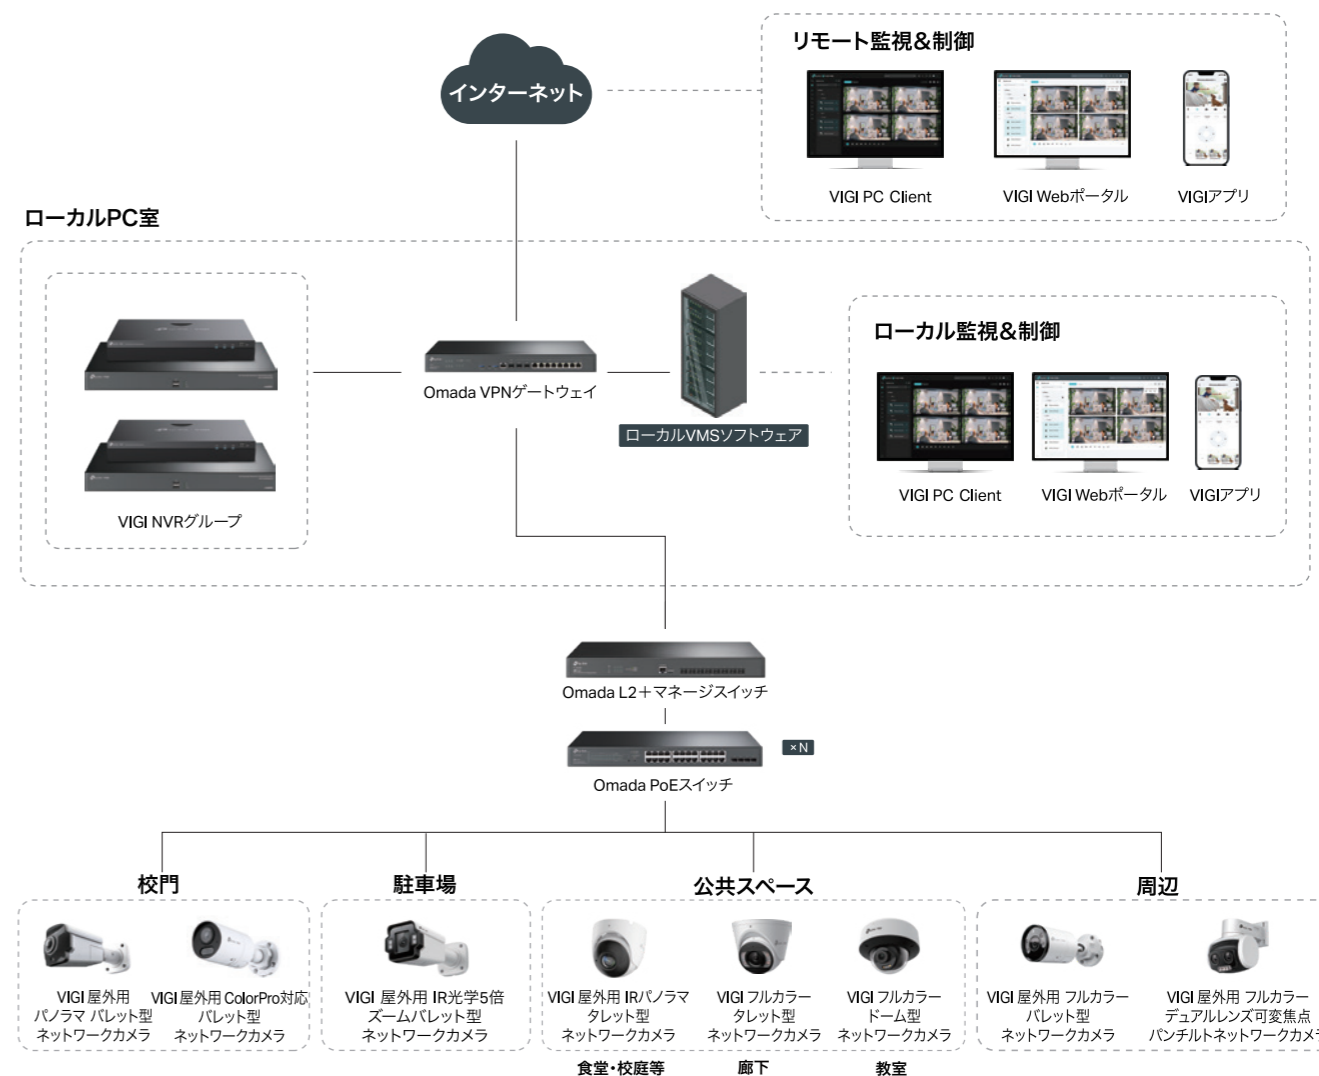 リモート監視&制御
インターネット
VIGI PC Client
VIGI Webポータル
VIGIアプリ
ローカルPC室
ローカル監視&制御
Omada VPNゲートウェイ
ローカルVMSソフトウェア
VIGI PC Client
VIGI Webポータル
VIGIアプリ
VIGI NVRグループ
Omada L2+マネージスイッチ
×N
Omada PoEスイッチ
校門
駐車場
公共スペース
周辺
VIGI 屋外用
パノラマ バレット型
ネットワークカメラ
VIGI 屋外用 ColorPro対応
バレット型
ネットワークカメラ
VIGI 屋外用 IR光学5倍
ズームバレット型
ネットワークカメラ
VIGI 屋外用 IRパノラマ
タレット型
ネットワークカメラ
VIGI フルカラー
タレット型
ネットワークカメラ
VIGI フルカラー
ドーム型
ネットワークカメラ
VIGI 屋外用 フルカラー
バレット型
ネットワークカメラ
VIGI 屋外用 フルカラー
デュアルレンズ可変焦点
パンチルトネットワークカメラ
食堂・校庭等
廊下
教室